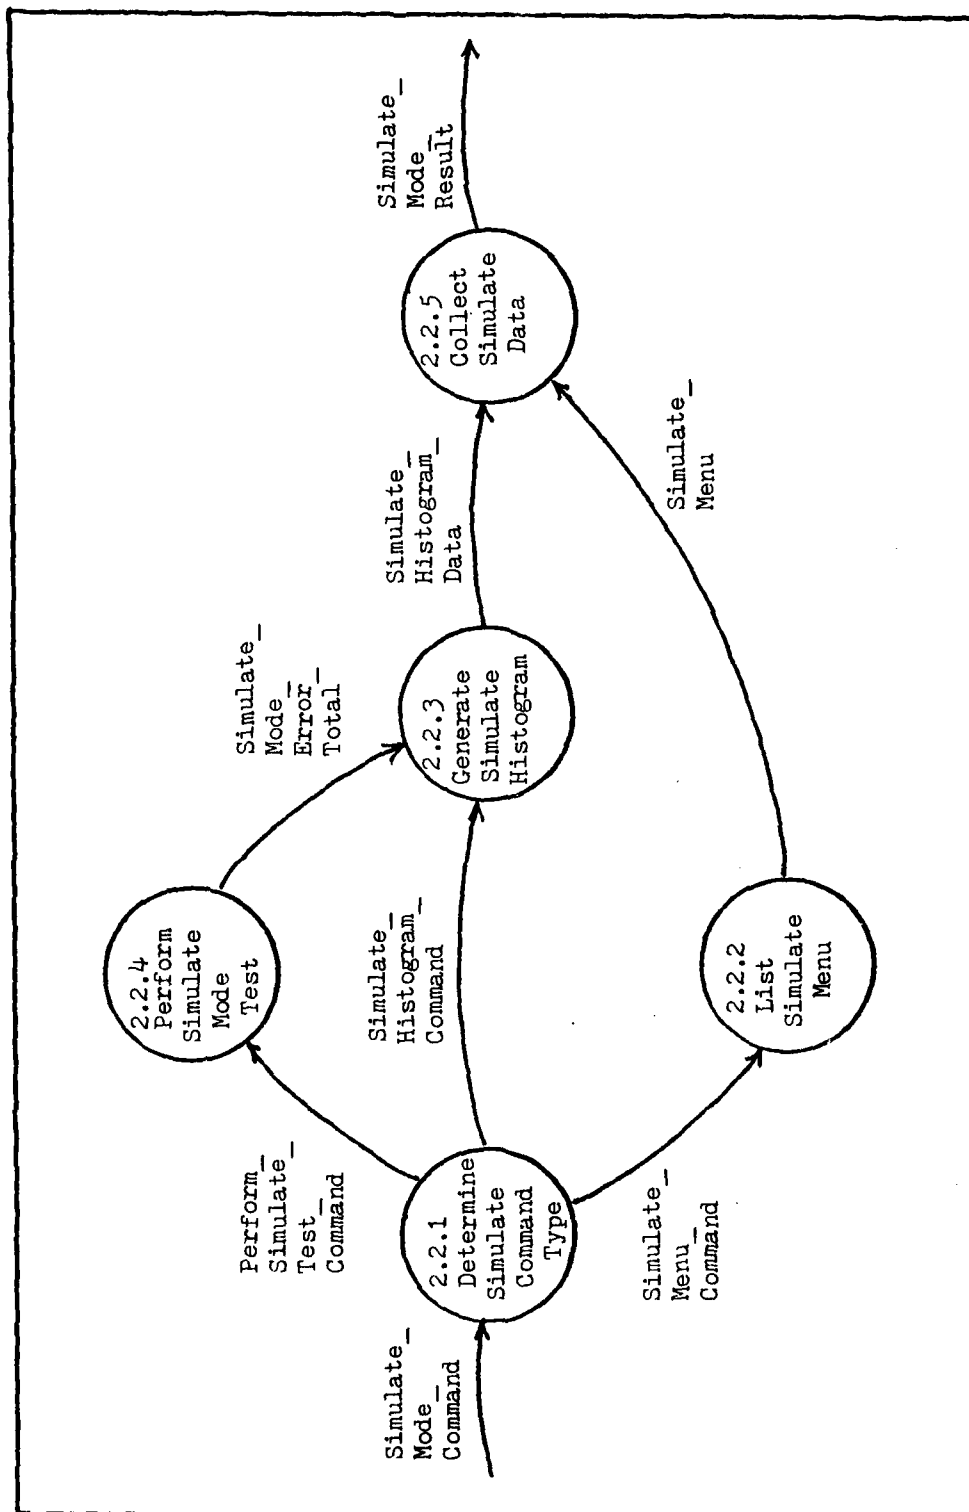 Simulate_
Mode_
Command
2.2.1
Determine
Simulate
Command
Type
Perform_
Simulate_
Test_
Command
Simulate_
Histogram_
Command
Simulate_
Menu_
Command
2.2.4
Perform
Simulate
Mode
Test
2.2.2
List
Simulate
Menu
Simulate_
Mode_
Error_
Total
2.2.3
Generate
Simulate
Histogram
Simulate_
Histogram_
Data
Simulate_
Menu
2.2.5
Collect
Simulate
Data
Simulate_
Mode_
Result